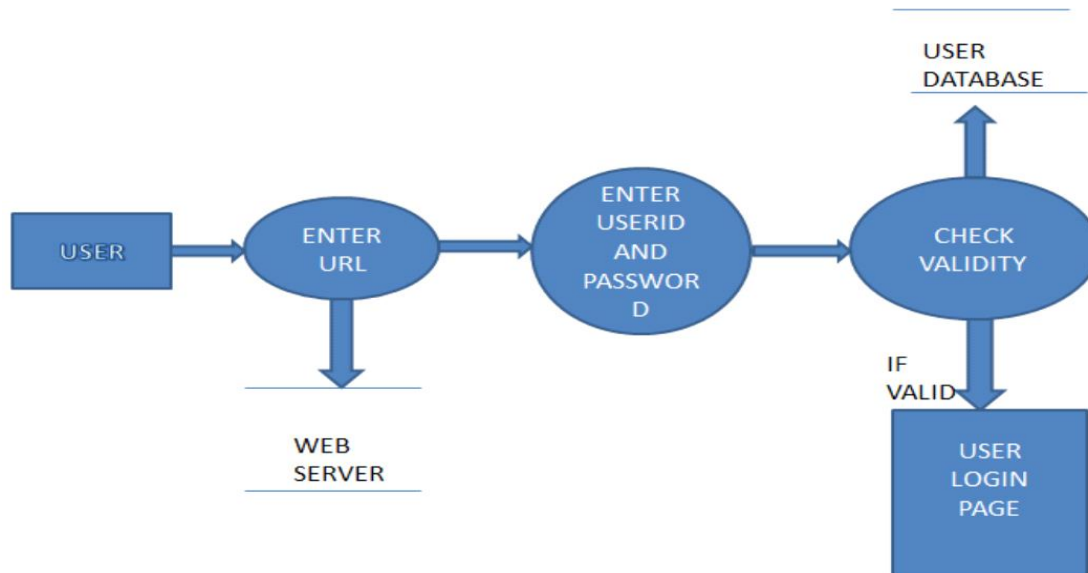 USER
DATABASE
USER
ENTER
URL
ENTER
USERID
AND
PASSWOR
D
CHECK
VALIDITY
WEB
SERVER
IF
VALID
USER
LOGIN
PAGE